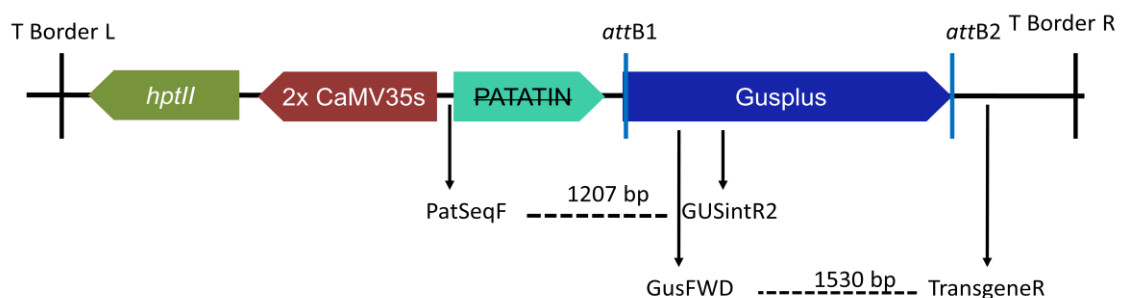 T Border L
attB1
attB2
T Border R
hptII
2x CaMV35s
PATATIN
Gusplus
PatSeqF
1207 bp
GUSintR2
GusFWD
1530 bp
TransgeneR